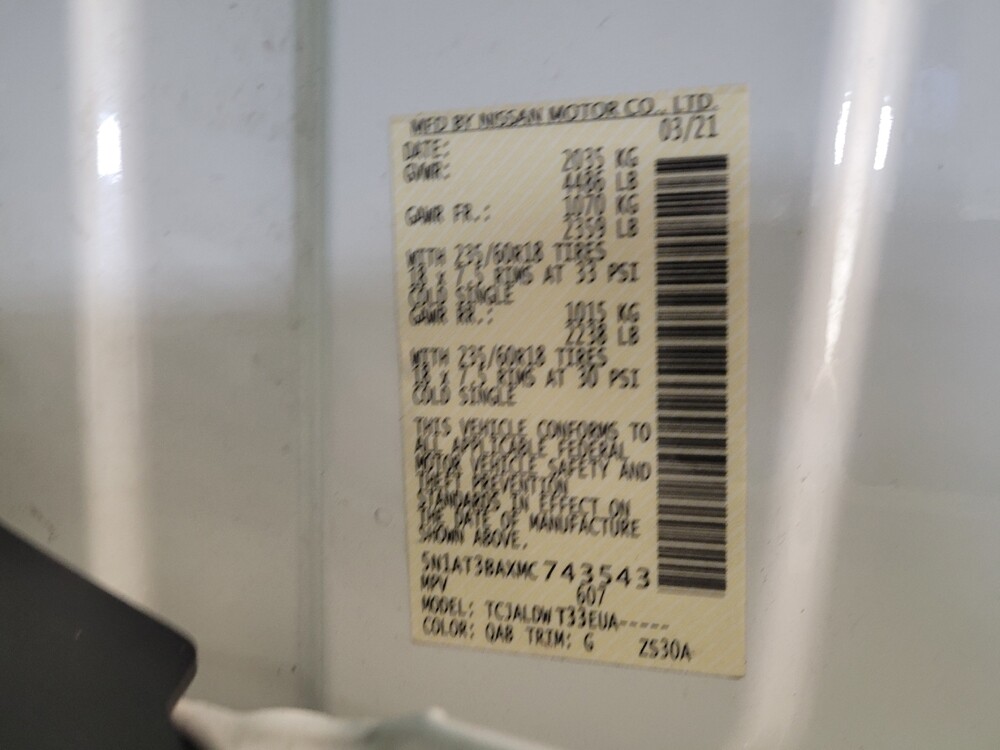 MFD BY NISSAN MOTOR CO., LTD.
DATE: 03/21
GVWR: 2035 KG
4486 LB
GAWR FR.: 1070 KG
2359 LB
WITH 235/60R18 TIRES
18 x 7.5 RIMS AT 33 PSI
COLD SINGLE
GAWR RR.: 1015 KG
2238 LB
WITH 235/60R18 TIRES
18 x 7.5 RIMS AT 30 PSI
COLD SINGLE
THIS VEHICLE CONFORMS TO
ALL APPLICABLE FEDERAL
MOTOR VEHICLE SAFETY AND
THEFT PREVENTION
STANDARDS IN EFFECT ON
THE DATE OF MANUFACTURE
SHOWN ABOVE.
5N1AT3BAXMC743543
MPV 607
MODEL: TCJALDW T33EUA-----
COLOR: QAB TRIM: G ZS30A